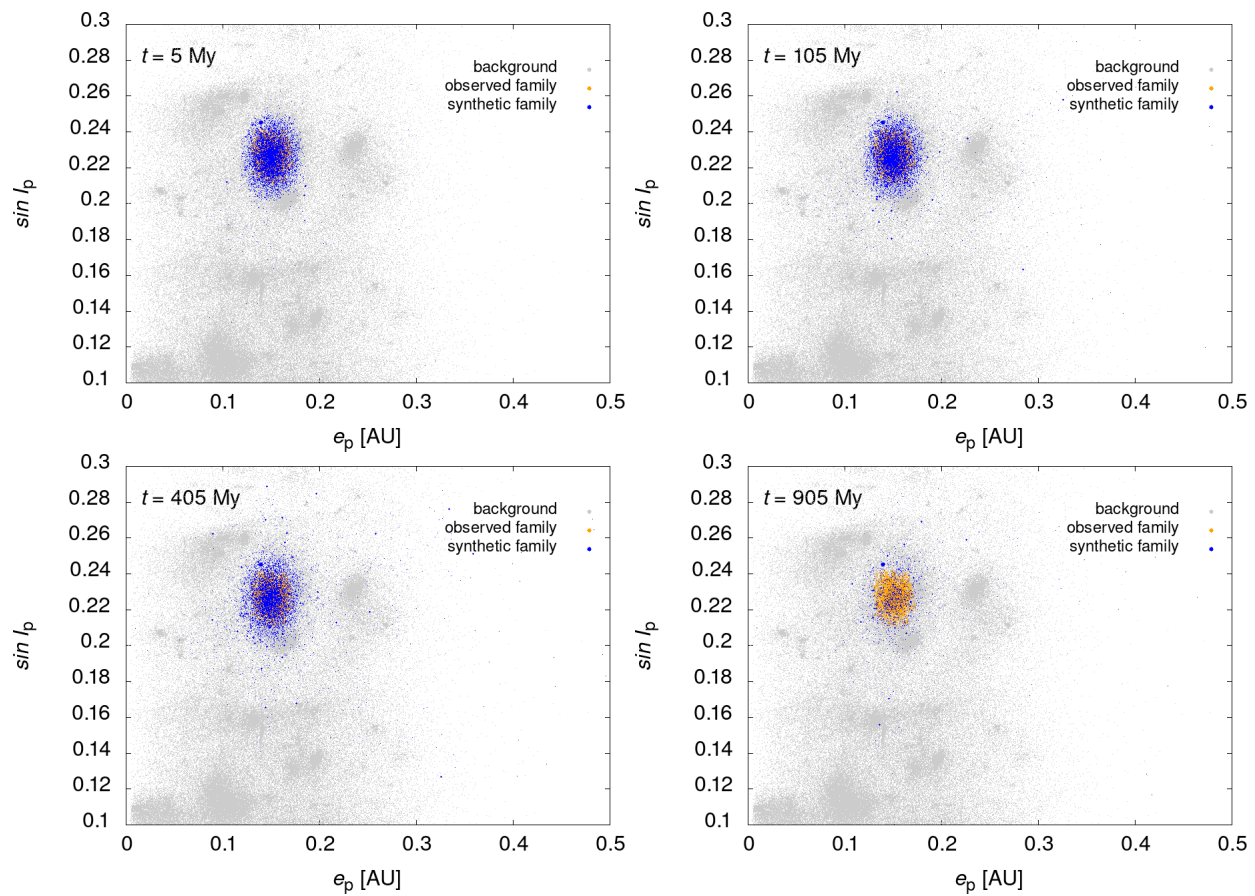 0.3
0.28
0.26
0.24
0.22
0.2
0.18
0.16
0.14
0.12
0.1
sin Ip
t = 5 My
background
observed family
synthetic family
0 0.1 0.2 0.3 0.4 0.5
ep [AU]
0.3
0.28
0.26
0.24
0.22
0.2
0.18
0.16
0.14
0.12
0.1
sin Ip
t = 105 My
background
observed family
synthetic family
0 0.1 0.2 0.3 0.4 0.5
ep [AU]
0.3
0.28
0.26
0.24
0.22
0.2
0.18
0.16
0.14
0.12
0.1
sin Ip
t = 405 My
background
observed family
synthetic family
0 0.1 0.2 0.3 0.4 0.5
ep [AU]
0.3
0.28
0.26
0.24
0.22
0.2
0.18
0.16
0.14
0.12
0.1
sin Ip
t = 905 My
background
observed family
synthetic family
0 0.1 0.2 0.3 0.4 0.5
ep [AU]